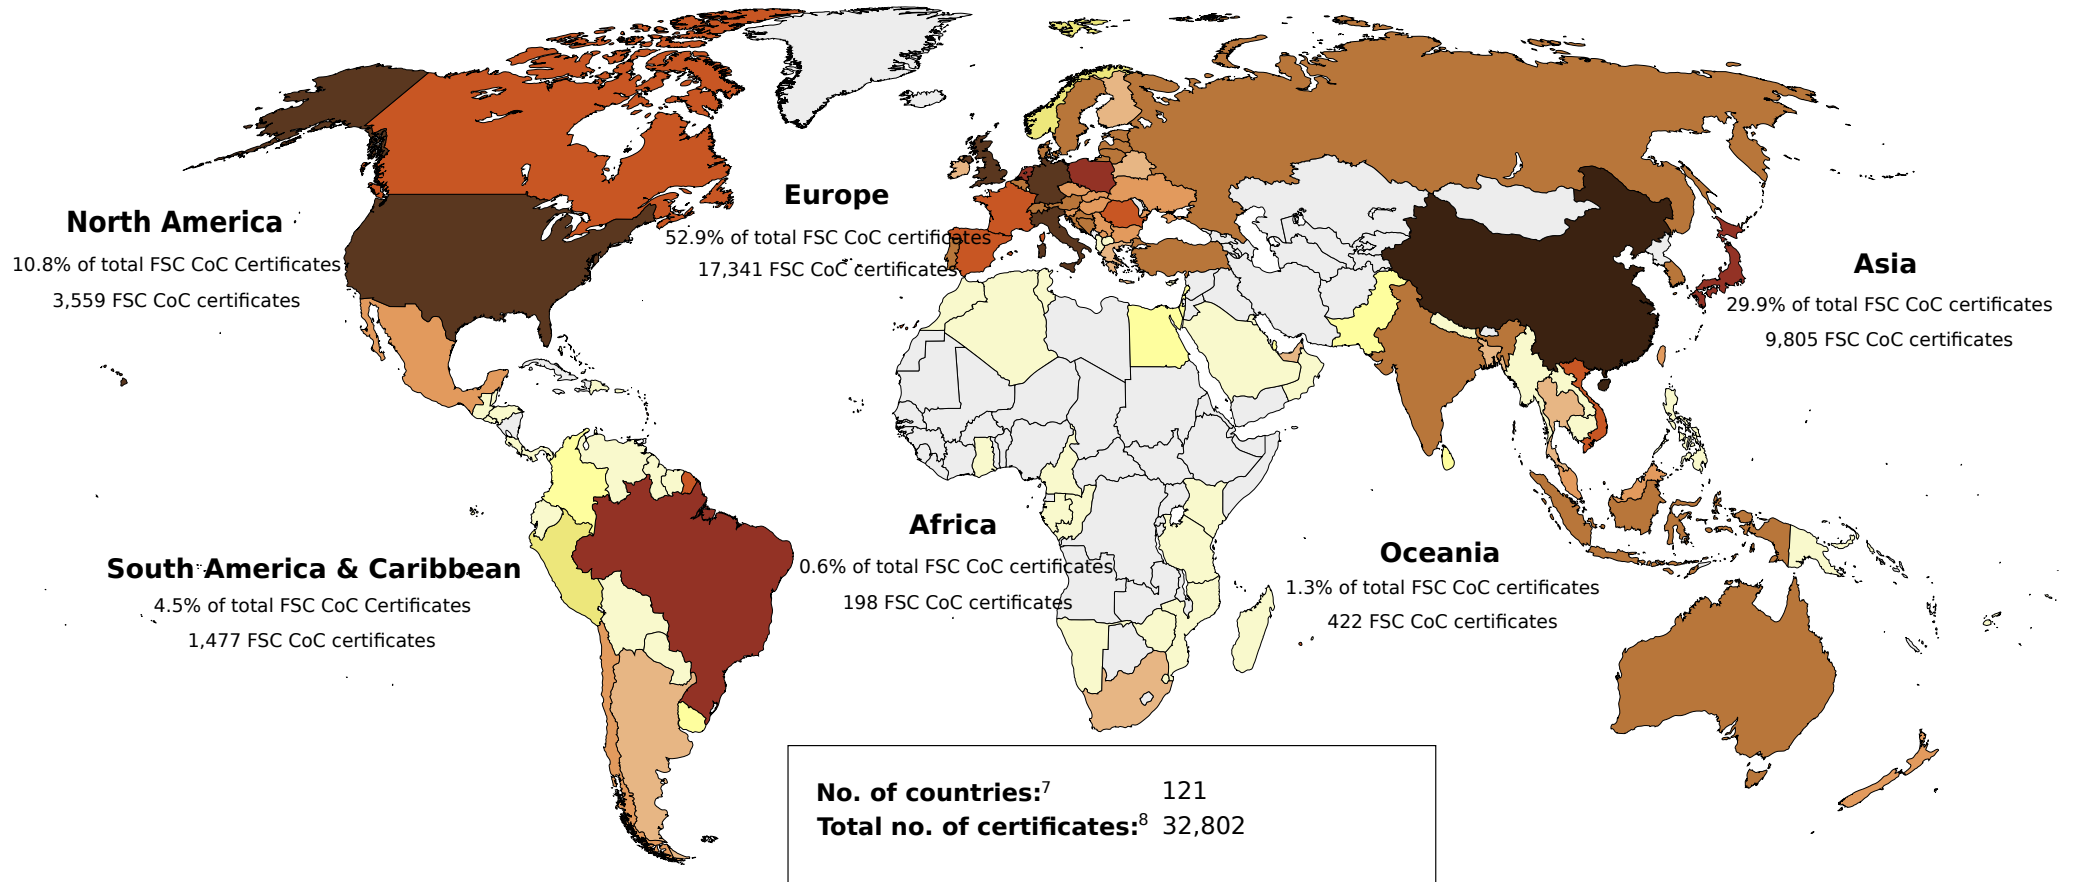 North America
10.8% of total FSC CoC Certificates
3,559 FSC CoC certificates
Europe
52.9% of total FSC CoC certificates
17,341 FSC CoC certificates
Asia
29.9% of total FSC CoC certificates
9,805 FSC CoC certificates
South America & Caribbean
4.5% of total FSC CoC Certificates
1,477 FSC CoC certificates
Africa
0.6% of total FSC CoC certificates
198 FSC CoC certificates
Oceania
1.3% of total FSC CoC certificates
422 FSC CoC certificates
No. of countries:⁷ 121
Total no. of certificates:⁸ 32,802